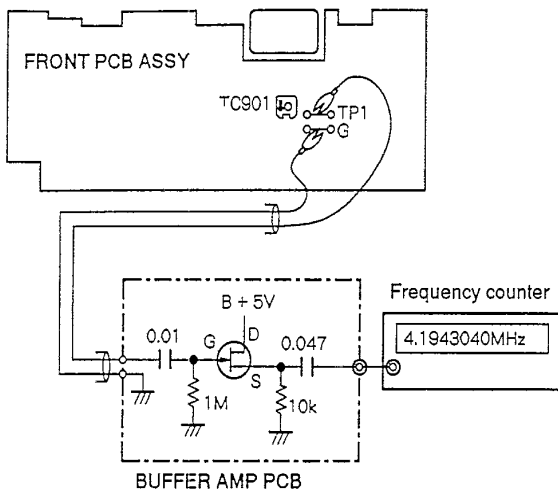 FRONT PCB ASSY
TC901
TP1
G
B + 5V
Frequency counter
4.1943040MHz
0.01
G
D
0.047
S
1M
10k
BUFFER AMP PCB